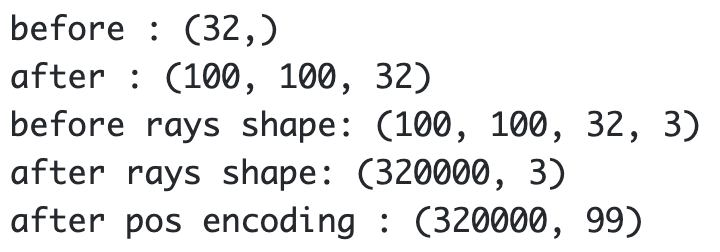 before : (32,)
after : (100, 100, 32)
before rays shape: (100, 100, 32, 3)
after rays shape: (320000, 3)
after pos encoding : (320000, 99)